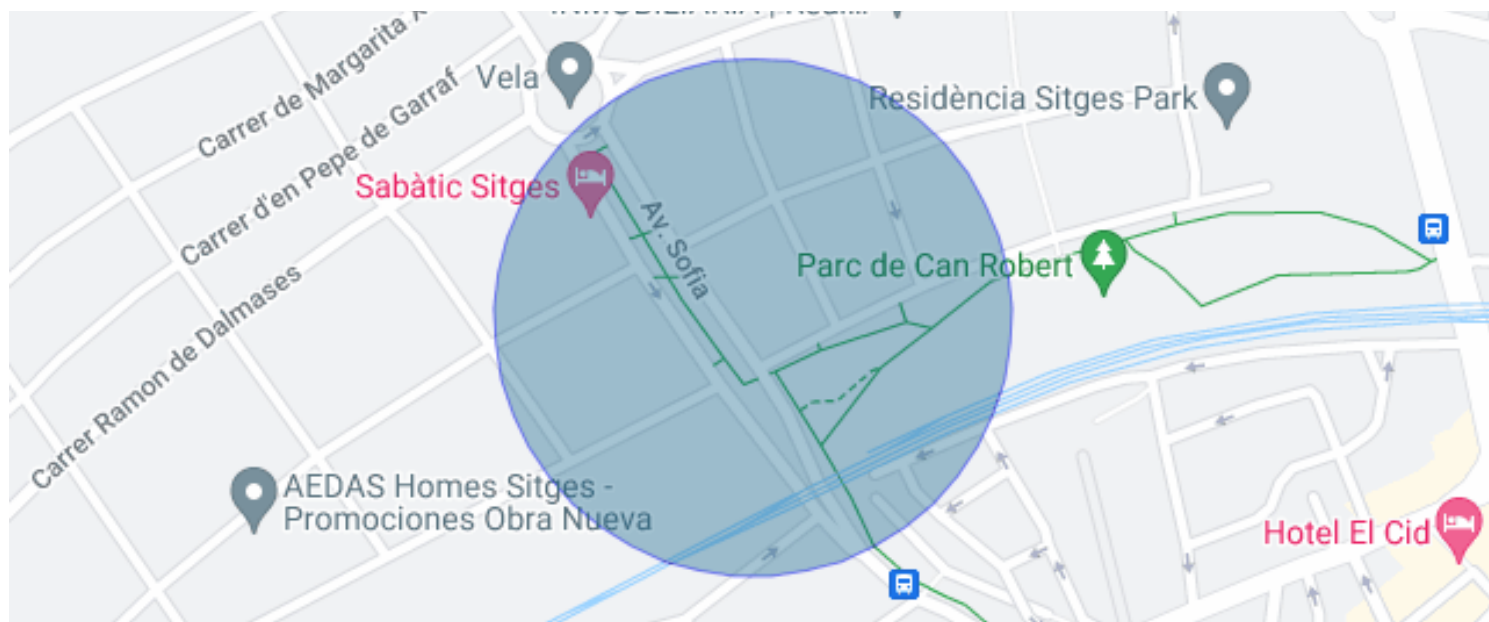 Carrer de Margarita
Vela
Residència Sitges Park
Carrer d'en Pepe de Garraf
Sabàtic Sitges
Av. Sofia
Parc de Can Robert
Carrer Ramon de Dalmases
AEDAS Homes Sitges -
Promociones Obra Nueva
Hotel El Cid